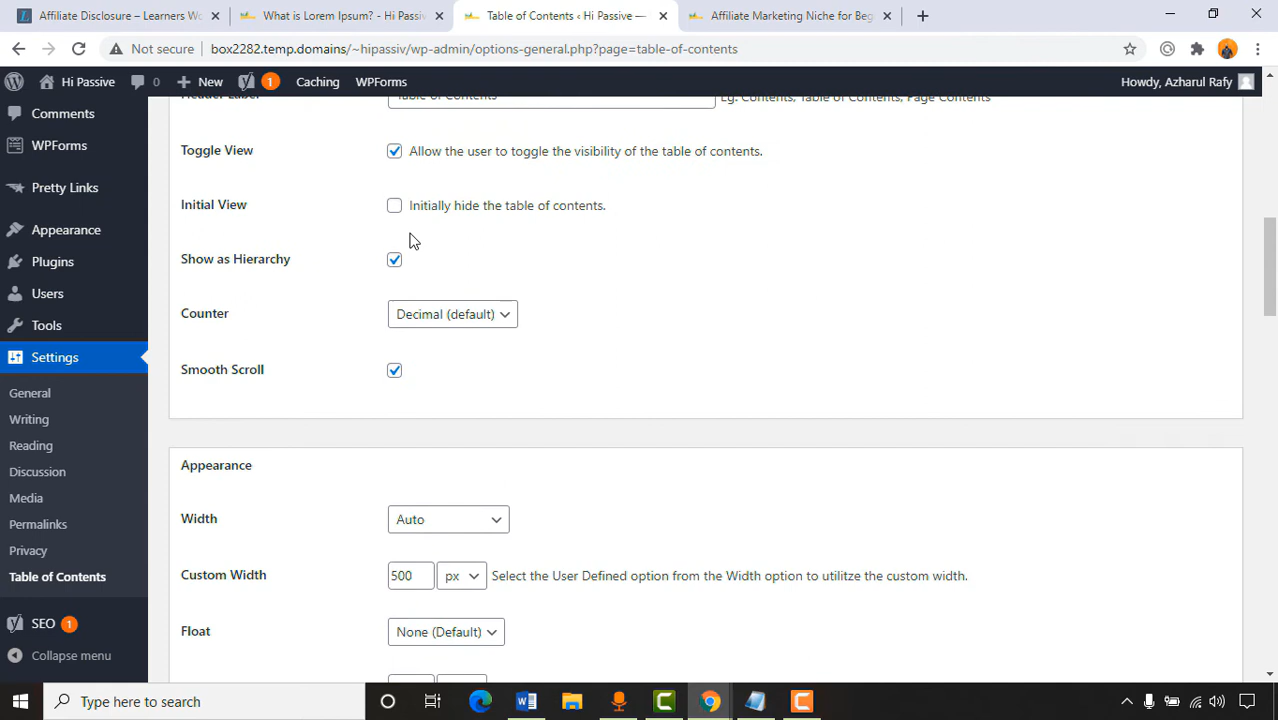 Affiliate Disclosure – Learners Wo
What is Lorem Ipsum? - Hi Passiv
Table of Contents ‹ Hi Passive —
Affiliate Marketing Niche for Beg
Not secure
box2282.temp.domains/~hipassiv/wp-admin/options-general.php?page=table-of-contents
Hi Passive
0
New
1
Caching
WPForms
Howdy, Azharul Rafy
Header Label
Table of Contents
Eg: Contents, Table of Contents, Page Contents
Comments
WPForms
Pretty Links
Appearance
Plugins
Users
Tools
Settings
General
Writing
Reading
Discussion
Media
Permalinks
Privacy
Table of Contents
SEO 1
Collapse menu
Toggle View
Allow the user to toggle the visibility of the table of contents.
Initial View
Initially hide the table of contents.
Show as Hierarchy
Counter
Decimal (default)
Smooth Scroll
Appearance
Width
Auto
Custom Width
500
px
Select the User Defined option from the Width option to utilitze the custom width.
Float
None (Default)
Type here to search